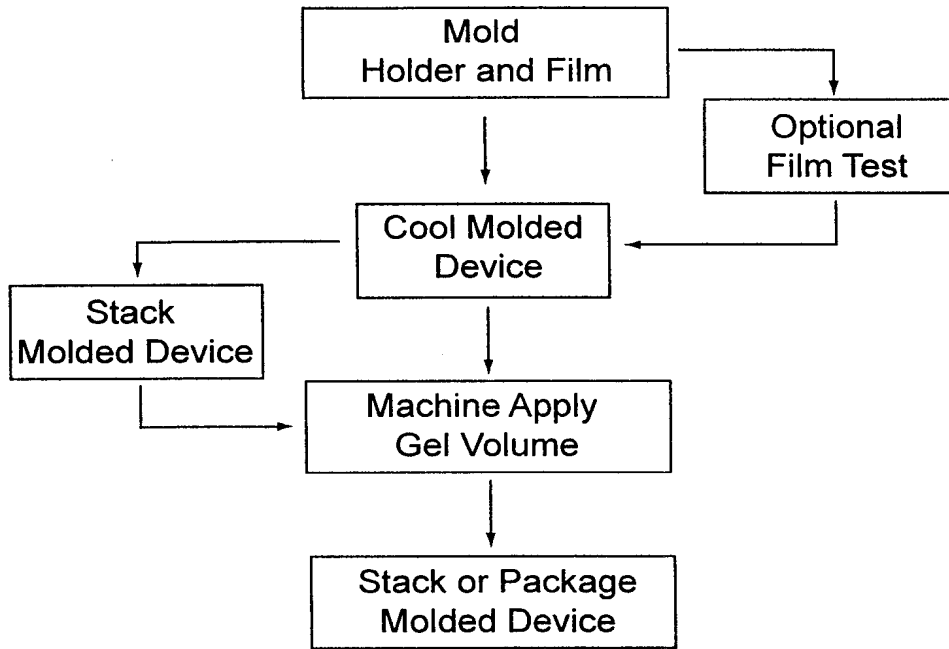 Mold
Holder and Film
Optional
Film Test
Cool Molded
Device
Stack
Molded Device
Machine Apply
Gel Volume
Stack or Package
Molded Device